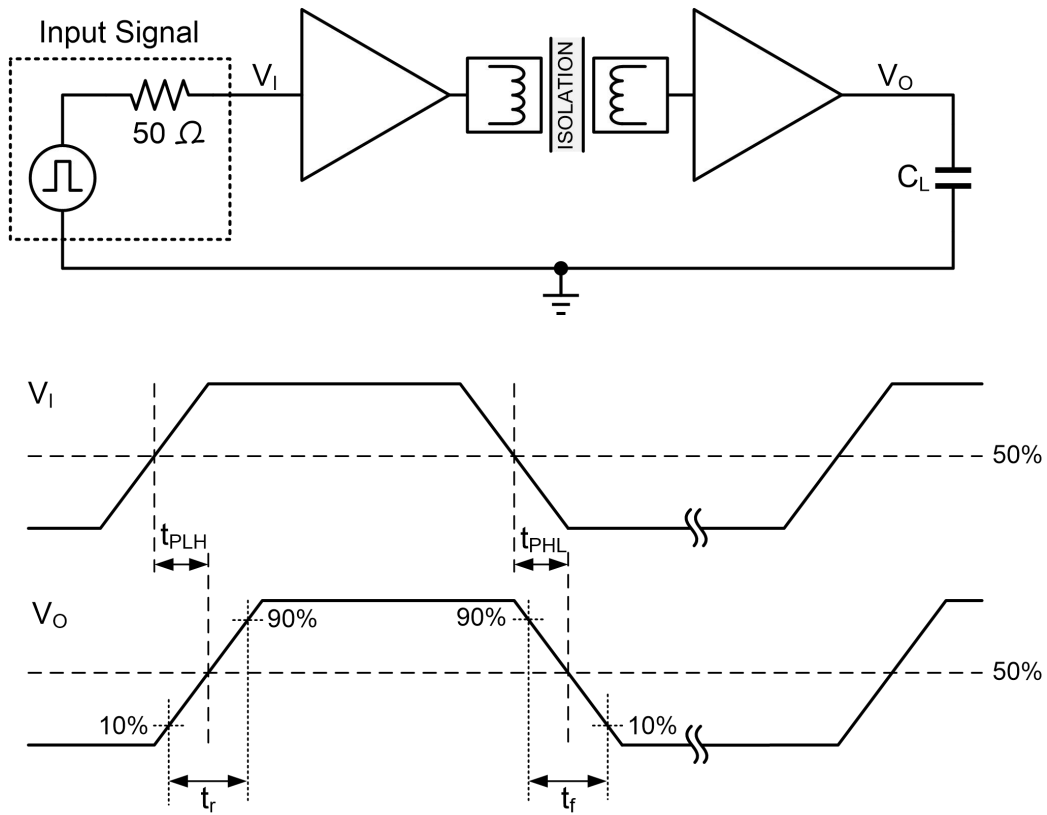 Input Signal
V_I
50 Ω
ISOLATION
V_O
C_L
V_I
50%
t_PLH
t_PHL
V_O
90%
90%
50%
10%
10%
t_r
t_f